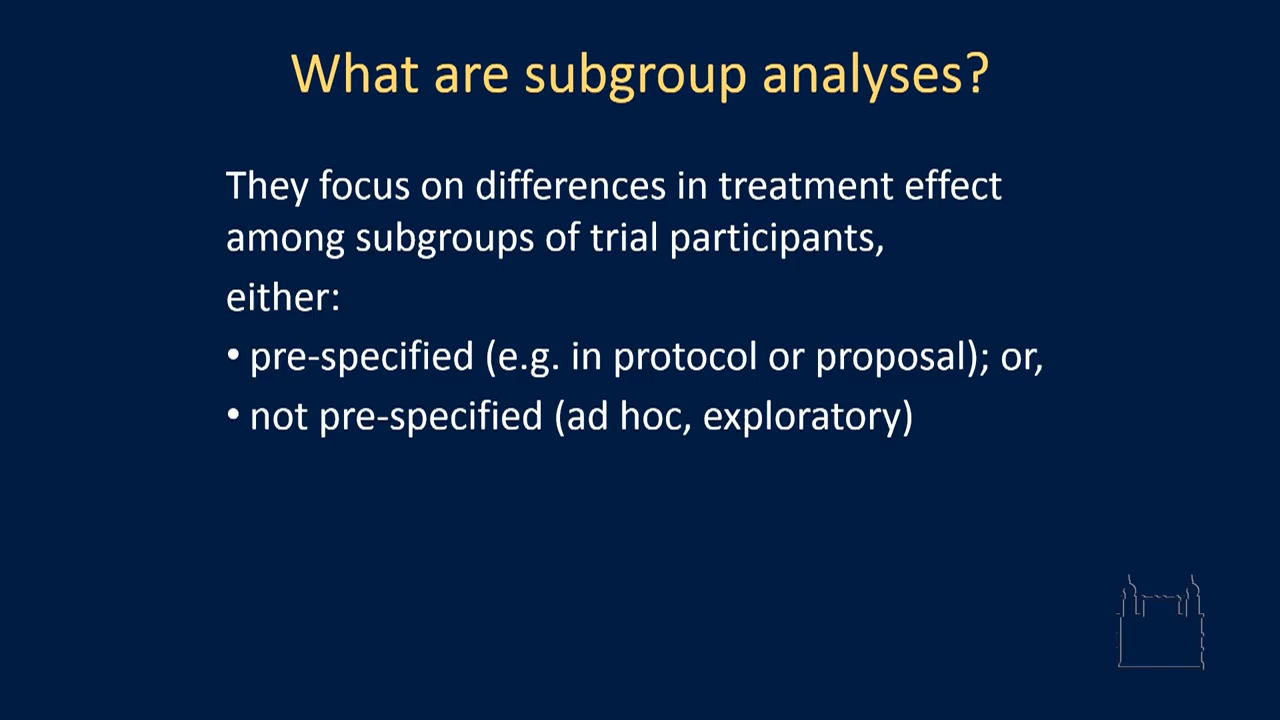 What are subgroup analyses?
They focus on differences in treatment effect
among subgroups of trial participants,
either:
• pre-specified (e.g. in protocol or proposal); or,
• not pre-specified (ad hoc, exploratory)